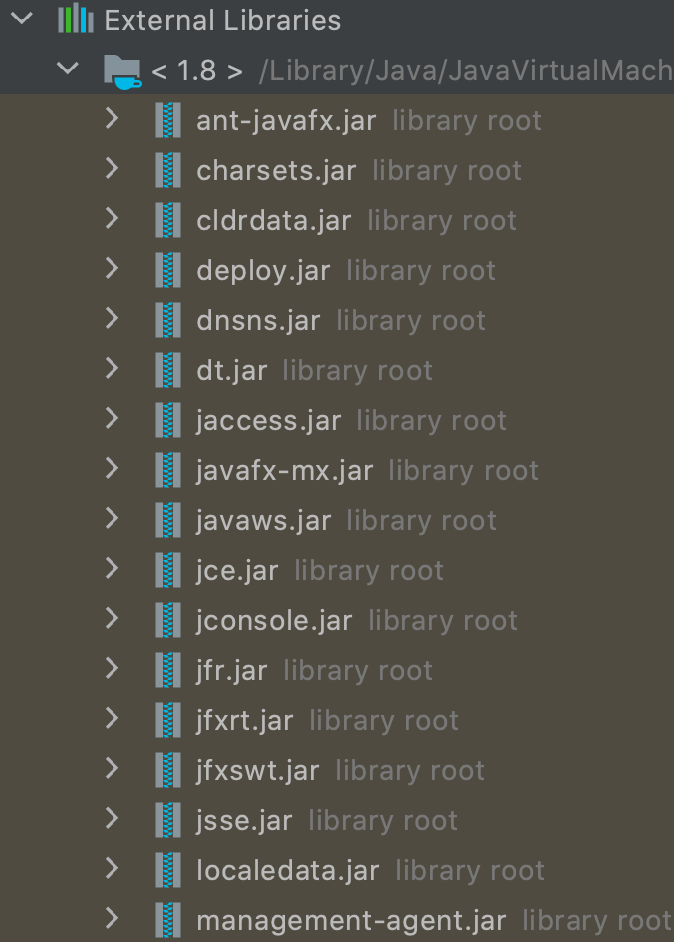 External Libraries
< 1.8 > /Library/Java/JavaVirtualMach
ant-javafx.jar library root
charsets.jar library root
cldrdata.jar library root
deploy.jar library root
dnsns.jar library root
dt.jar library root
jaccess.jar library root
javafx-mx.jar library root
javaws.jar library root
jce.jar library root
jconsole.jar library root
jfr.jar library root
jfxrt.jar library root
jfxswt.jar library root
jsse.jar library root
localedata.jar library root
management-agent.jar library root